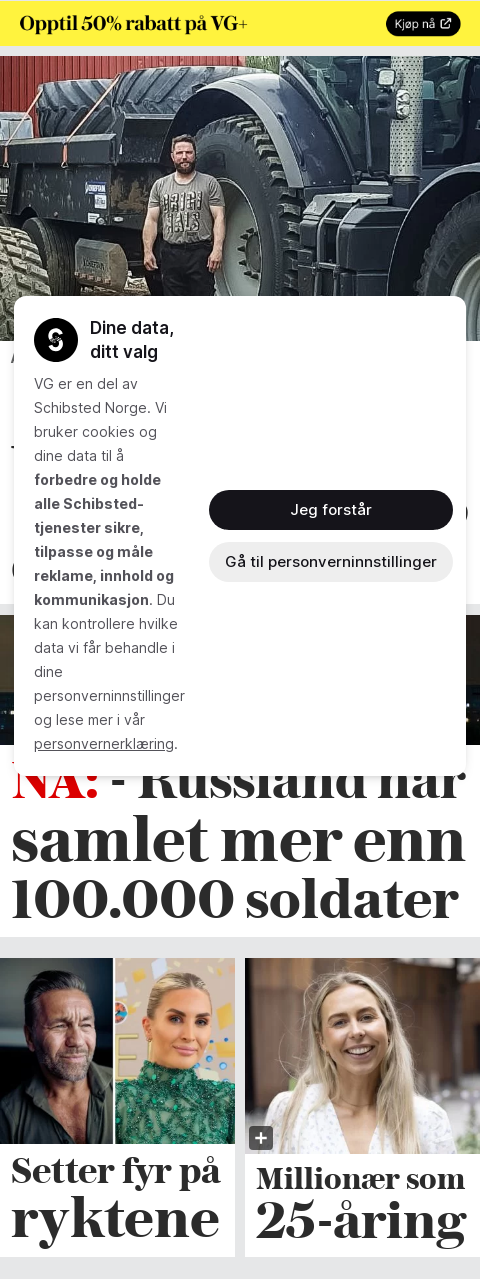 Opptil 50% rabatt på VG+
Kjøp nå
Dine data,
ditt valg
VG er en del av
Schibsted Norge. Vi
bruker cookies og
dine data til å
forbedre og holde
alle Schibsted-
tjenester sikre,
tilpasse og måle
reklame, innhold og
kommunikasjon. Du
kan kontrollere hvilke
data vi får behandle i
dine
personverninnstillinger
og lese mer i vår
personvernerklæring.
Jeg forstår
Gå til personverninnstillinger
NÅ: - Russland har
samlet mer enn
100.000 soldater
Setter fyr på
ryktene
Millionær som
25-åring